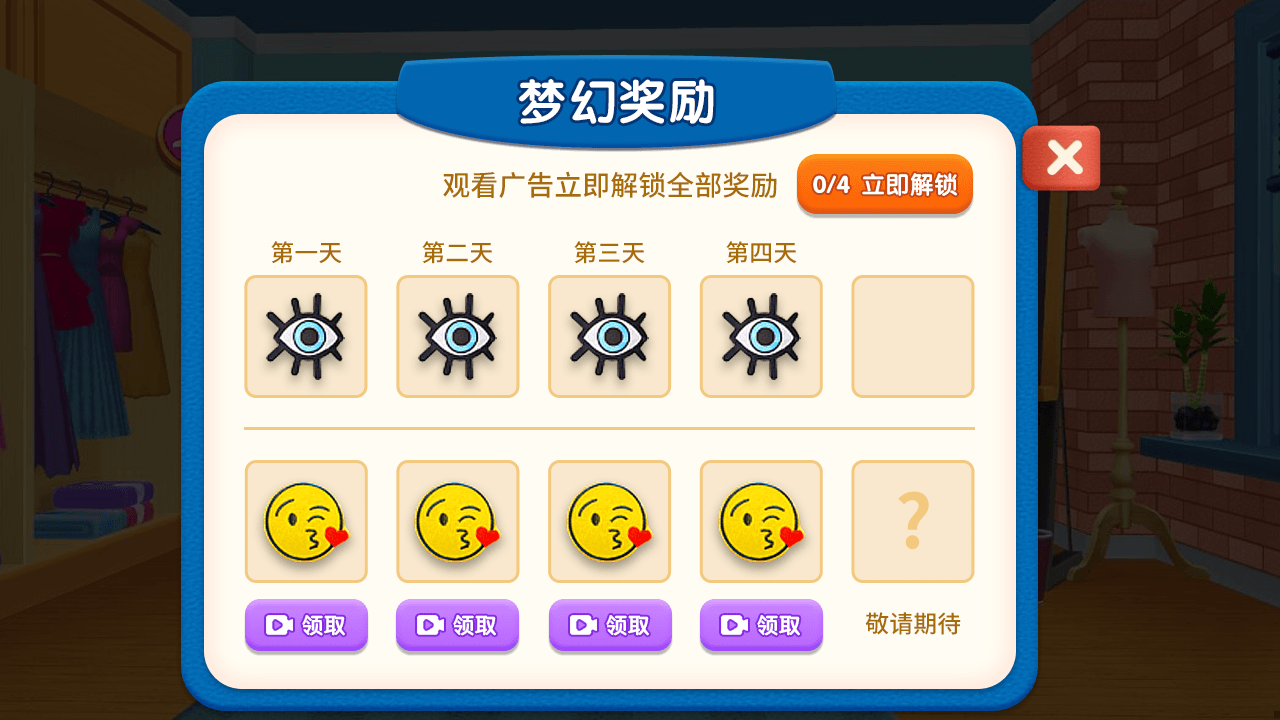 梦幻奖励
观看广告立即解锁全部奖励
0/4 立即解锁
第一天 第二天 第三天 第四天
?
领取 领取 领取 领取 敬请期待